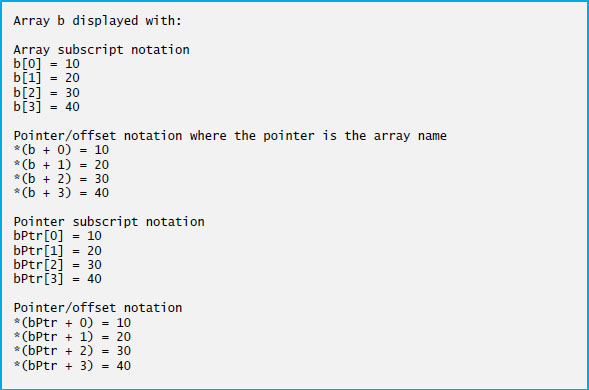 Array b displayed with:
Array subscript notation
b[0] = 10
b[1] = 20
b[2] = 30
b[3] = 40
Pointer/offset notation where the pointer is the array name
*(b + 0) = 10
*(b + 1) = 20
*(b + 2) = 30
*(b + 3) = 40
Pointer subscript notation
bPtr[0] = 10
bPtr[1] = 20
bPtr[2] = 30
bPtr[3] = 40
Pointer/offset notation
*(bPtr + 0) = 10
*(bPtr + 1) = 20
*(bPtr + 2) = 30
*(bPtr + 3) = 40